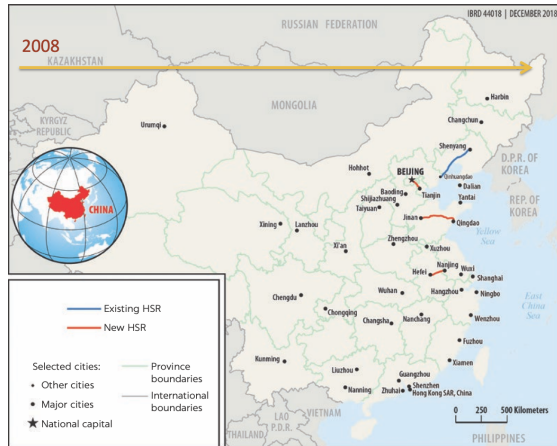 IBRD 44018 | DECEMBER 2018
RUSSIAN FEDERATION
2008
KAZAKHSTAN
Harbin
MONGOLIA
Changchun
Urumqi
KYRGYZ
REPUBLIC
Shenyang
D.P.R. OF
KOREA
Hohhot
BEIJING
Qinhuangdao
Dalian
Tianjin
Baoding
Shijiazhuang
Yantai
REP. OF
KOREA
Taiyuan
CHINA
Jinan
Qingdao
Yellow
Sea
Xining
Lanzhou
Zhengzhou
Xi'an
Xuzhou
Nanjing
Hefei
Wuxi
Shanghai
Existing HSR
New HSR
Chengdu
Wuhan
Hangzhou
Ningbo
East
China
Sea
Chongqing
Changsha
Nanchang
Wenzhou
Selected cities:
Other cities
Major cities
National capital
Province
boundaries
International
boundaries
Fuzhou
Kunming
Liuzhou
Xiamen
Guangzhou
Nanning
Shenzhen
Zhuhai
Hong Kong SAR, China
LAO
P.D.R.
VIETNAM
0 250 500 Kilometers
THAILAND
PHILIPPINES